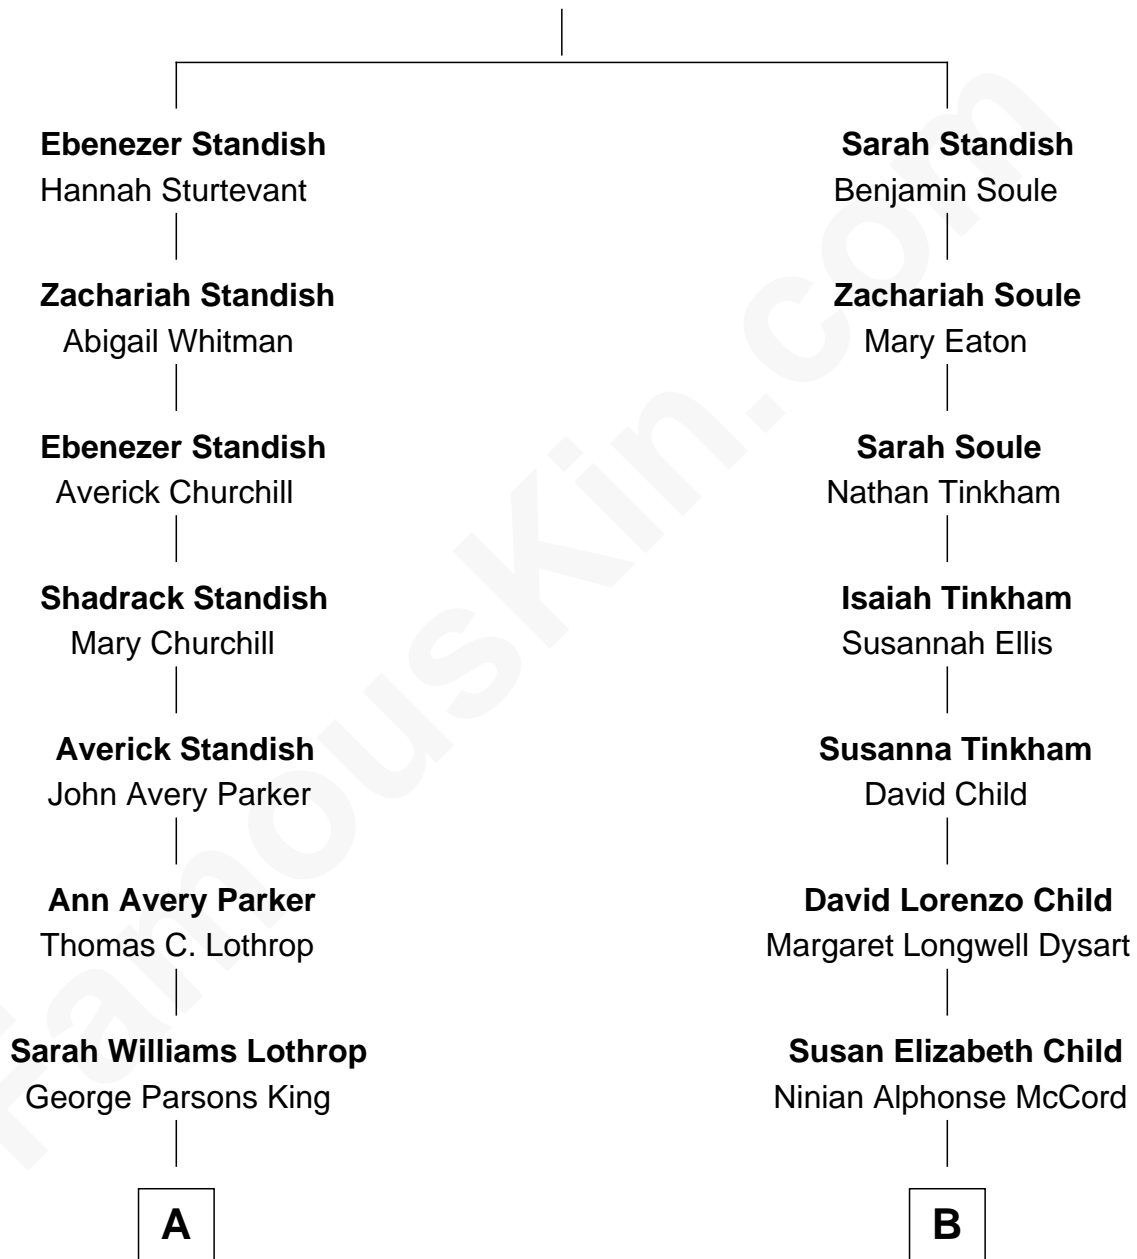 Ebenezer Standish
Hannah Sturtevant
Zachariah Standish
Abigail Whitman
Ebenezer Standish
Averick Churchill
Shadrack Standish
Mary Churchill
Averick Standish
John Avery Parker
Ann Avery Parker
Thomas C. Lothrop
Sarah Williams Lothrop
George Parsons King
A
Sarah Standish
Benjamin Soule
Zachariah Soule
Mary Eaton
Sarah Soule
Nathan Tinkham
Isaiah Tinkham
Susannah Ellis
Susanna Tinkham
David Child
David Lorenzo Child
Margaret Longwell Dysart
Susan Elizabeth Child
Ninian Alphonse McCord
B
FamousKin.com